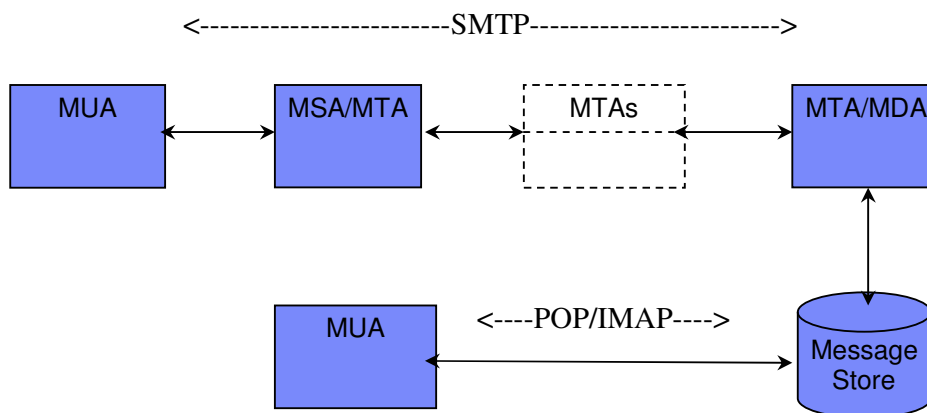 <-----------------------SMTP----------------------->
MUA
MSA/MTA
MTAs
MTA/MDA
MUA
<----POP/IMAP---->
Message
Store